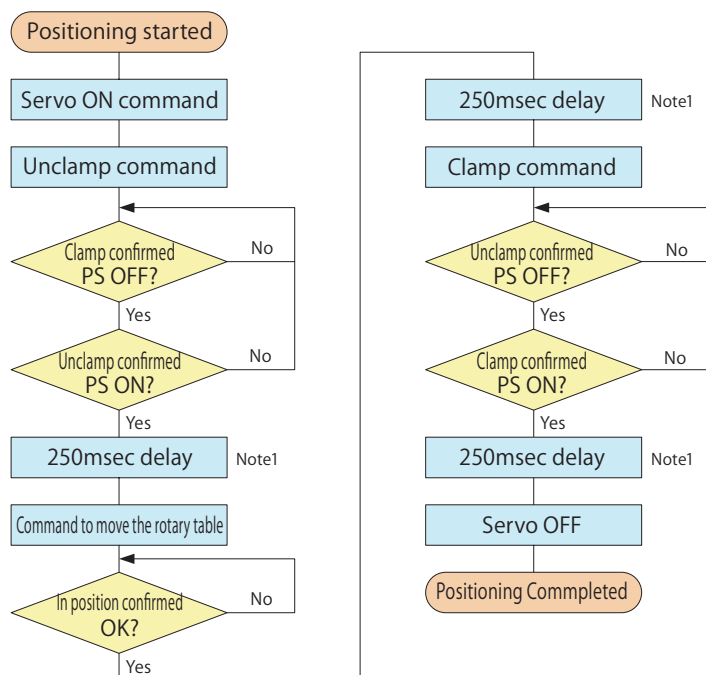 Positioning started
Servo ON command
Unclamp command
Clamp confirmed
PS OFF?
No
Yes
Unclamp confirmed
PS ON?
No
Yes
250msec delay
Note1
Command to move the rotary table
In position confirmed
OK?
No
Yes
250msec delay
Note1
Clamp command
Unclamp confirmed
PS OFF?
No
Yes
Clamp confirmed
PS ON?
No
Yes
250msec delay
Note1
Servo OFF
Positioning Commpleted